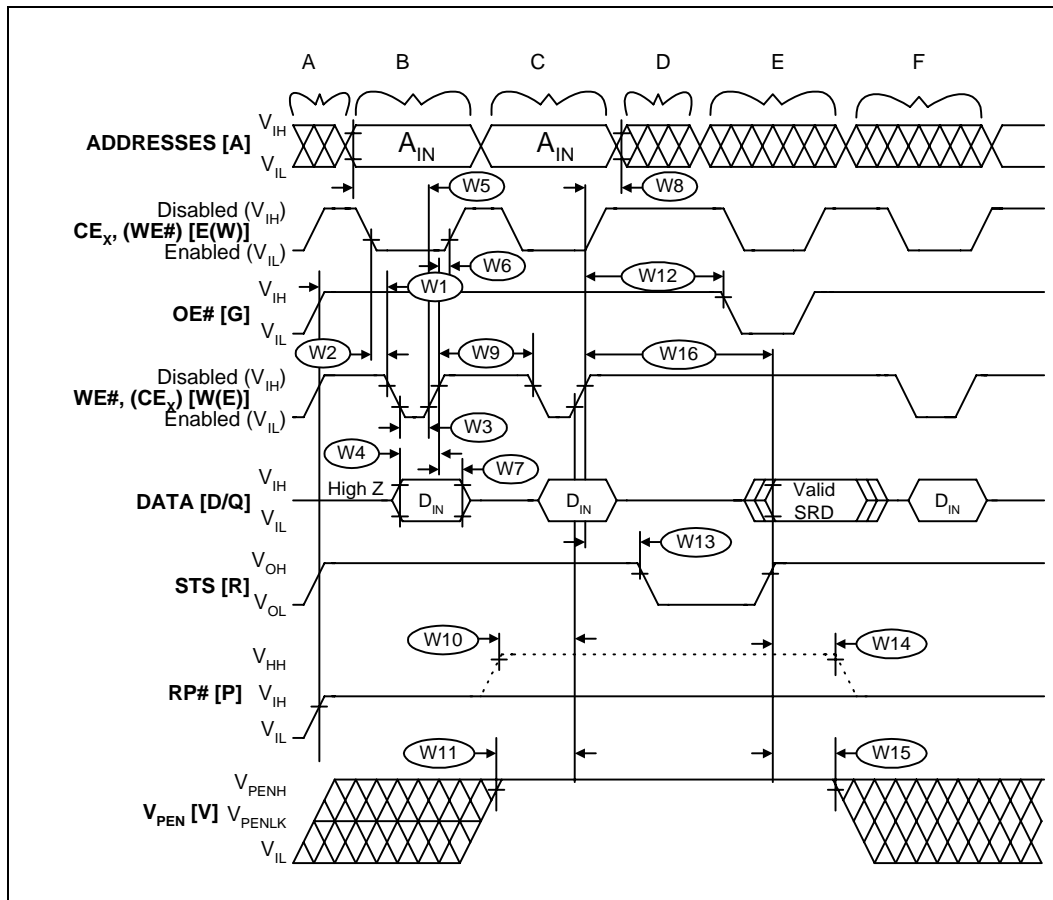 A B C D E F
V_IH
ADDRESSES [A] A_IN A_IN
V_IL
W5 W8
Disabled (V_IH)
CE_X, (WE#) [E(W)]
Enabled (V_IL)
W6
W12
V_IH W1
OE# [G]
V_IL
W2 W9 W16
Disabled (V_IH)
WE#, (CE_X) [W(E)]
Enabled (V_IL)
W3
W4 W7
V_IH High Z Valid
DATA [D/Q] D_IN D_IN D_IN
V_IL SRD
W13
V_OH
STS [R]
V_OL
W10 W14
V_HH
RP# [P] V_IH
V_IL
W11 W15
V_PENH
V_PEN [V] V_PENLK
V_IL